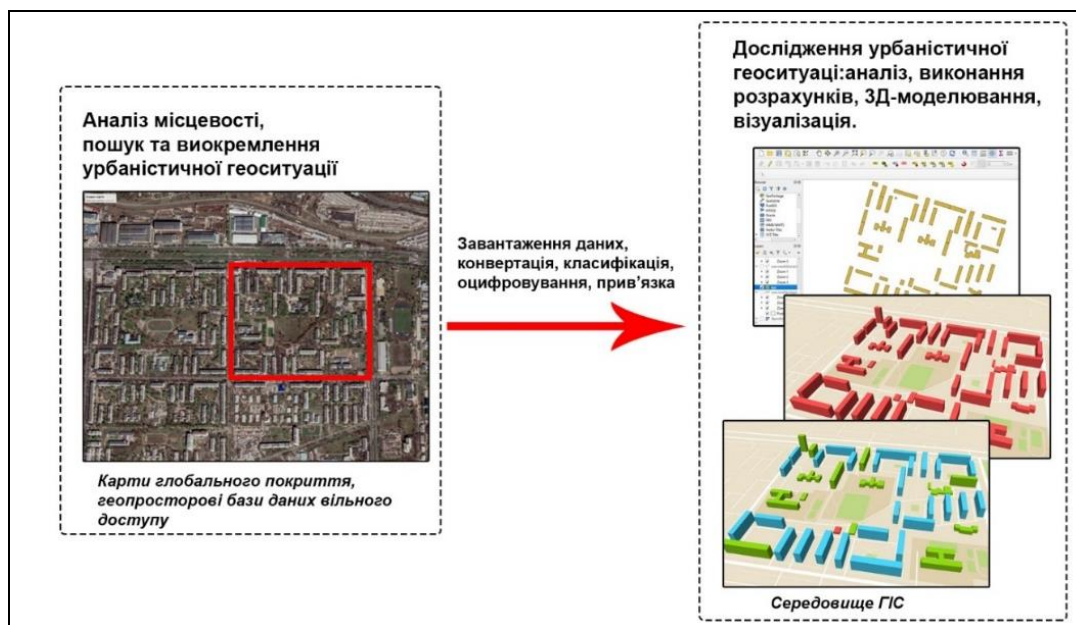 Аналіз місцевості,
пошук та виокремлення
урбаністичної геоситуації
Карти глобального покриття,
геопросторові бази даних вільного
доступу
Завантаження даних,
конвертація, класифікація,
оцифровування, прив’язка
Дослідження урбаністичної
геоситуаці:аналіз, виконання
розрахунків, 3Д-моделювання,
візуалізація.
Середовище ГІС